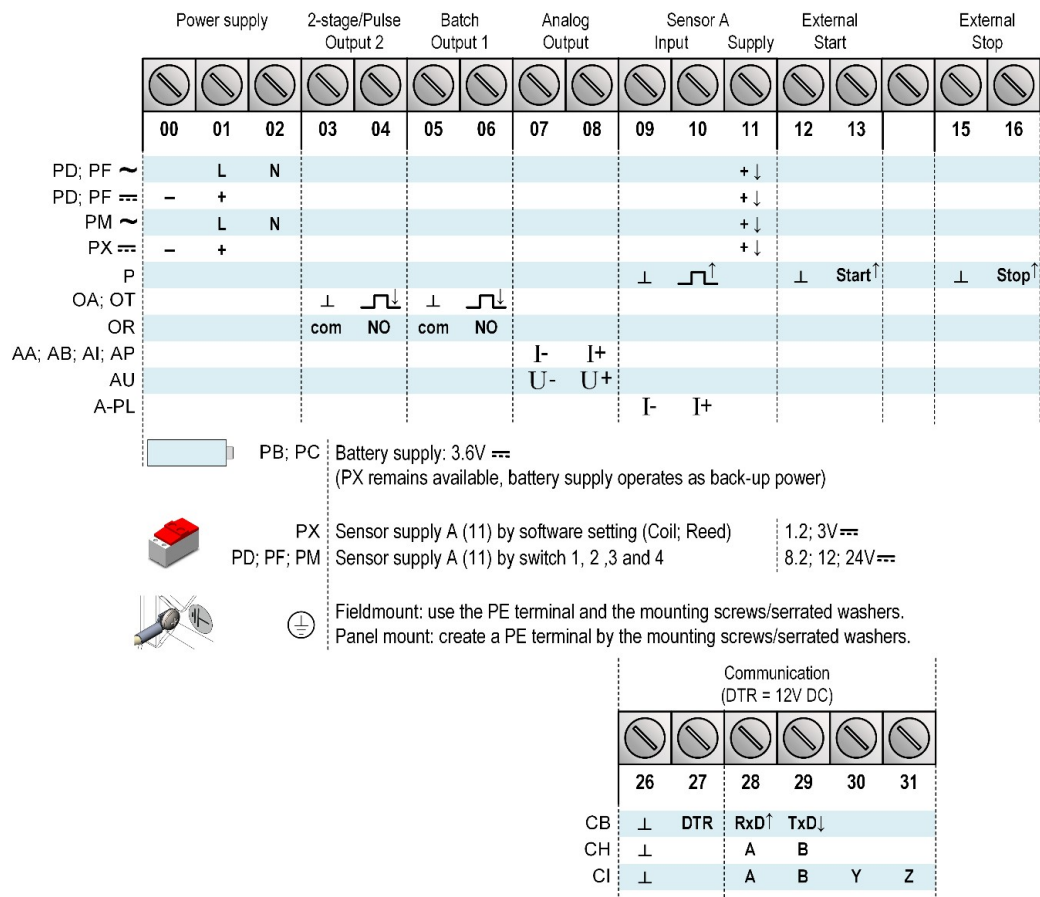 Power supply 2-stage/Pulse Batch Analog Sensor A External External
Output 2 Output 1 Output Input Supply Start Stop
00 01 02 03 04 05 06 07 08 09 10 11 12 13 15 16
PD; PF ~ L N + ↓
PD; PF ⎓ – + + ↓
PM ~ L N + ↓
PX ⎓ – + + ↓
P ⊥ ↑ ⊥ Start↑ ⊥ Stop↑
OA; OT ⊥ ↓ ⊥ ↓
OR com NO com NO
AA; AB; AI; AP I- I+
AU U- U+
A-PL I- I+
PB; PC Battery supply: 3.6V ⎓
(PX remains available, battery supply operates as back-up power)
PX Sensor supply A (11) by software setting (Coil; Reed) 1.2; 3V⎓
PD; PF; PM Sensor supply A (11) by switch 1, 2 ,3 and 4 8.2; 12; 24V⎓
Fieldmount: use the PE terminal and the mounting screws/serrated washers.
Panel mount: create a PE terminal by the mounting screws/serrated washers.
Communication
(DTR = 12V DC)
26 27 28 29 30 31
CB ⊥ DTR RxD↑ TxD↓
CH ⊥ A B
CI ⊥ A B Y Z